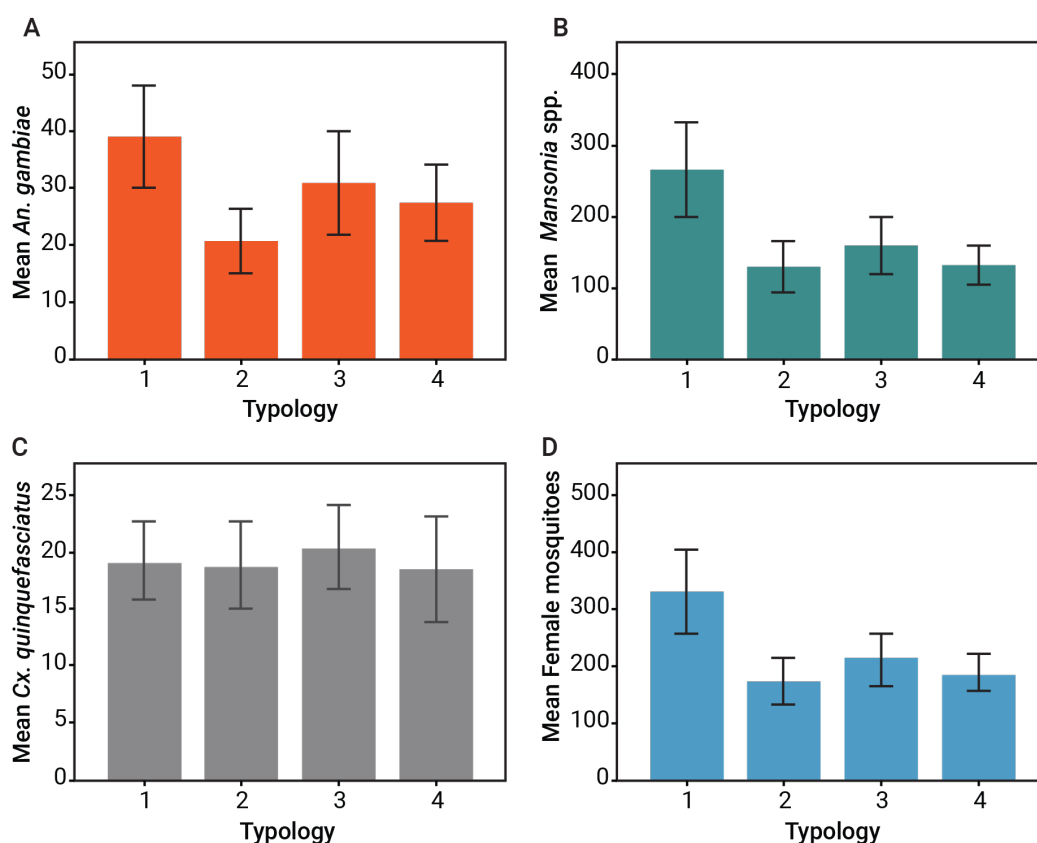 A
Mean An. gambiae
50
40
30
20
10
0
1 2 3 4
Typology
B
Mean Mansonia spp.
400
300
200
100
0
1 2 3 4
Typology
C
Mean Cx. quinquefasciatus
25
20
15
10
5
0
1 2 3 4
Typology
D
Mean Female mosquitoes
500
400
300
200
100
0
1 2 3 4
Typology